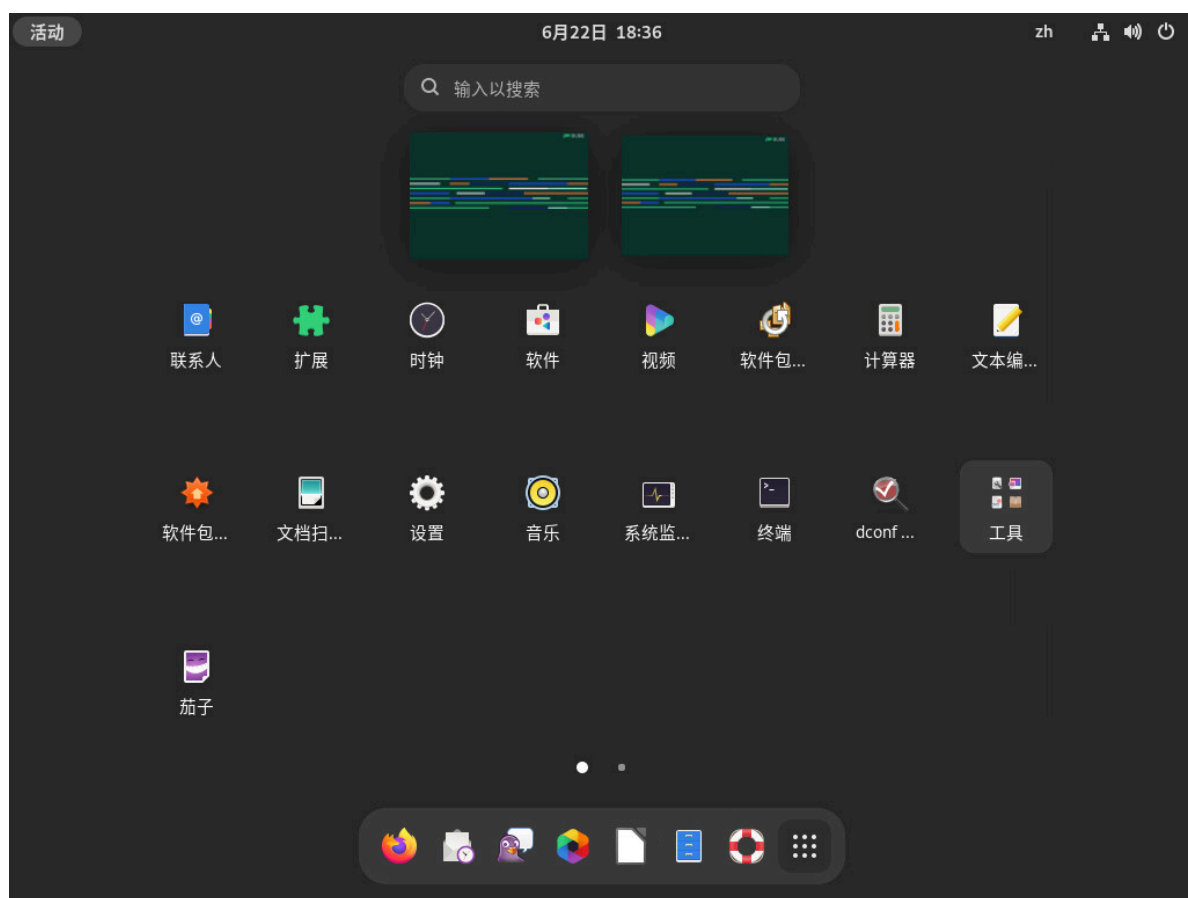 活动
6月22日 18:36
zh
输入以搜索
联系人
扩展
时钟
软件
视频
软件包...
计算器
文本编...
软件包...
文档扫...
设置
音乐
系统监...
终端
dconf ...
工具
茄子